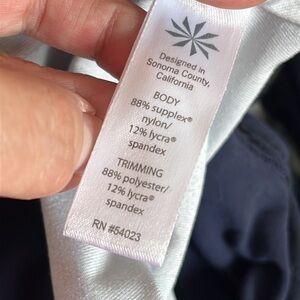 Designed in
Sonoma County,
California
BODY
88% supplex®
nylon/
12% lycra®
spandex
TRIMMING
88% polyester/
12% lycra®
spandex
RN #54023